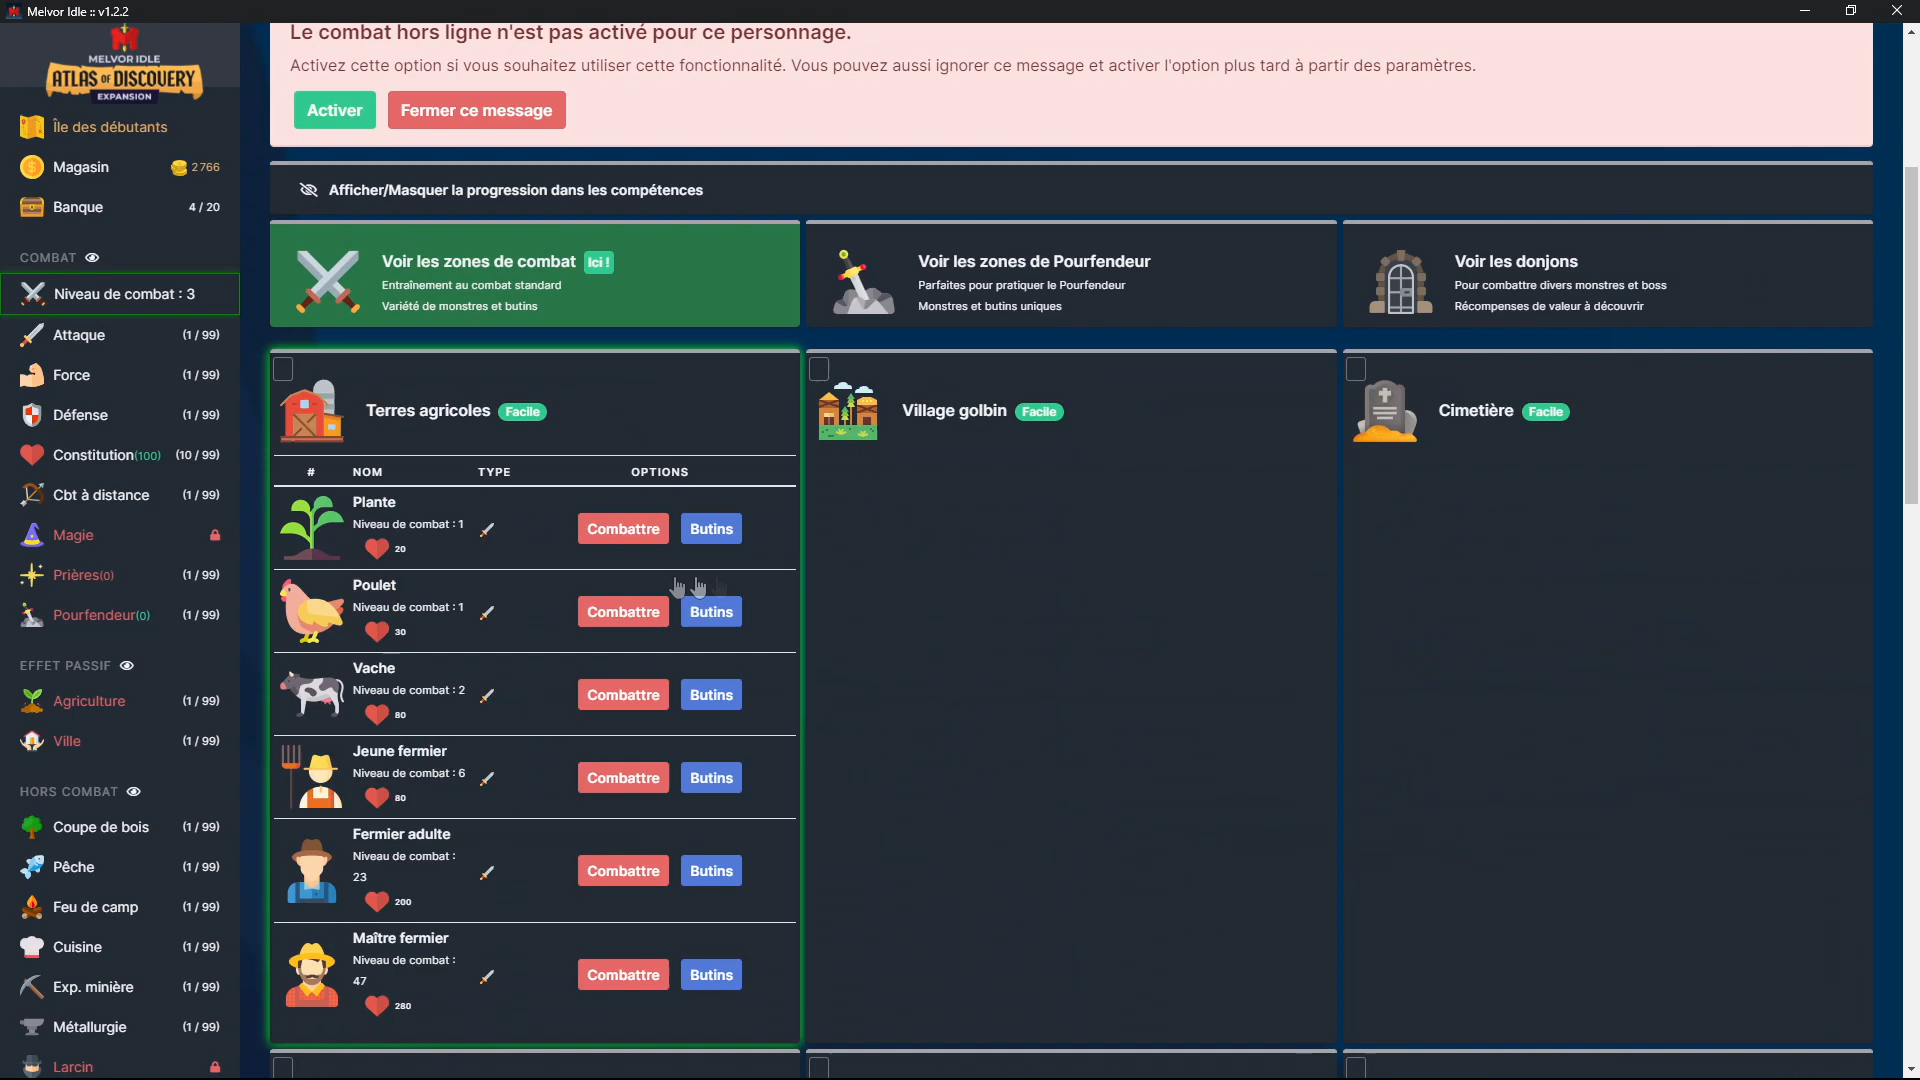 Melvor Idle :: v1.2.2
MELVOR IDLE
ATLAS OF DISCOVERY
EXPANSION
Île des débutants
Magasin 2 766
Banque 4 / 20
COMBAT
Niveau de combat : 3
Attaque (1 / 99)
Force (1 / 99)
Défense (1 / 99)
Constitution(100) (10 / 99)
Cbt à distance (1 / 99)
Magie
Prières(0) (1 / 99)
Pourfendeur(0) (1 / 99)
EFFET PASSIF
Agriculture (1 / 99)
Ville (1 / 99)
HORS COMBAT
Coupe de bois (1 / 99)
Pêche (1 / 99)
Feu de camp (1 / 99)
Cuisine (1 / 99)
Exp. minière (1 / 99)
Métallurgie (1 / 99)
Larcin
Le combat hors ligne n'est pas activé pour ce personnage.
Activez cette option si vous souhaitez utiliser cette fonctionnalité. Vous pouvez aussi ignorer ce message et activer l'option plus tard à partir des paramètres.
Activer Fermer ce message
Afficher/Masquer la progression dans les compétences
Voir les zones de combat Ici !
Entraînement au combat standard
Variété de monstres et butins
Voir les zones de Pourfendeur
Parfaites pour pratiquer le Pourfendeur
Monstres et butins uniques
Voir les donjons
Pour combattre divers monstres et boss
Récompenses de valeur à découvrir
Terres agricoles Facile
# NOM TYPE OPTIONS
Plante
Niveau de combat : 1
20
Combattre Butins
Poulet
Niveau de combat : 1
30
Combattre Butins
Vache
Niveau de combat : 2
80
Combattre Butins
Jeune fermier
Niveau de combat : 6
80
Combattre Butins
Fermier adulte
Niveau de combat :
23
200
Combattre Butins
Maître fermier
Niveau de combat :
47
280
Combattre Butins
Village golbin Facile
Cimetière Facile